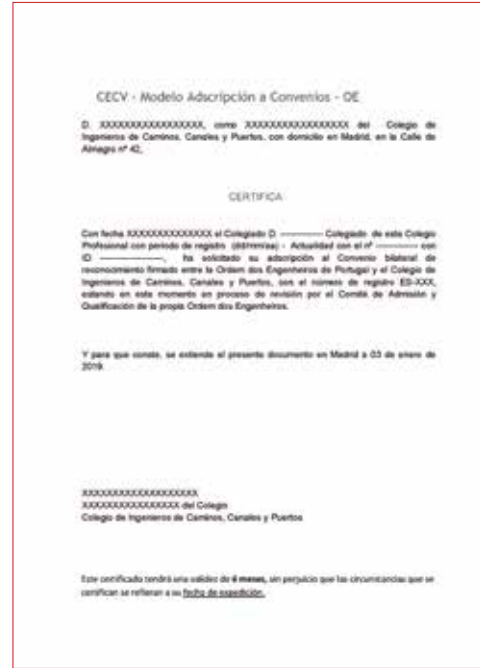 CECV - Modelo Adscripción a Convenios - OE
D. XXXXXXXXXXXXXXXXX, como XXXXXXXXXXXXXXXXX del Colegio de
Ingenieros de Caminos, Canales y Puertos, con domicilio en Madrid, en la Calle de
Almagro nº 42,
CERTIFICA
Con fecha XXXXXXXXXXXXXX el Colegiado D. ------------- Colegiado de este Colegio
Profesional con periodo de registro (dd/mm/aa) - Actualidad con el nº ------------- con
ID -------------------, ha solicitado su adscripción al Convenio bilateral de
reconocimiento firmado entre la Ordem dos Engenheiros de Portugal y el Colegio de
Ingenieros de Caminos, Canales y Puertos, con el número de registro ED-XXX,
estando en este momento en proceso de revisión por el Comité de Admisión y
Qualificación de la propia Ordem dos Engenheiros.
Y para que conste, se extiende el presente documento en Madrid a 03 de enero de
2019.
XXXXXXXXXXXXXXXXXXX
XXXXXXXXXXXXXXXX del Colegio
Colegio de Ingenieros de Caminos, Canales y Puertos
Este certificado tendrá una validez de 6 meses, sin perjuicio que las circunstancias que se
certifican se refieran a su fecha de expedición.